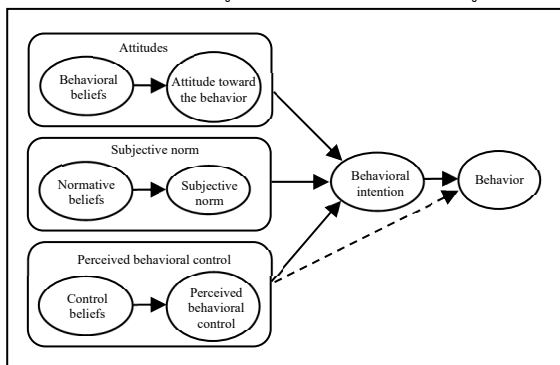 Attitudes
Behavioral
beliefs
Attitude toward
the behavior
Subjective norm
Normative
beliefs
Subjective
norm
Behavioral
intention
Behavior
Perceived behavioral control
Control
beliefs
Perceived
behavioral
control